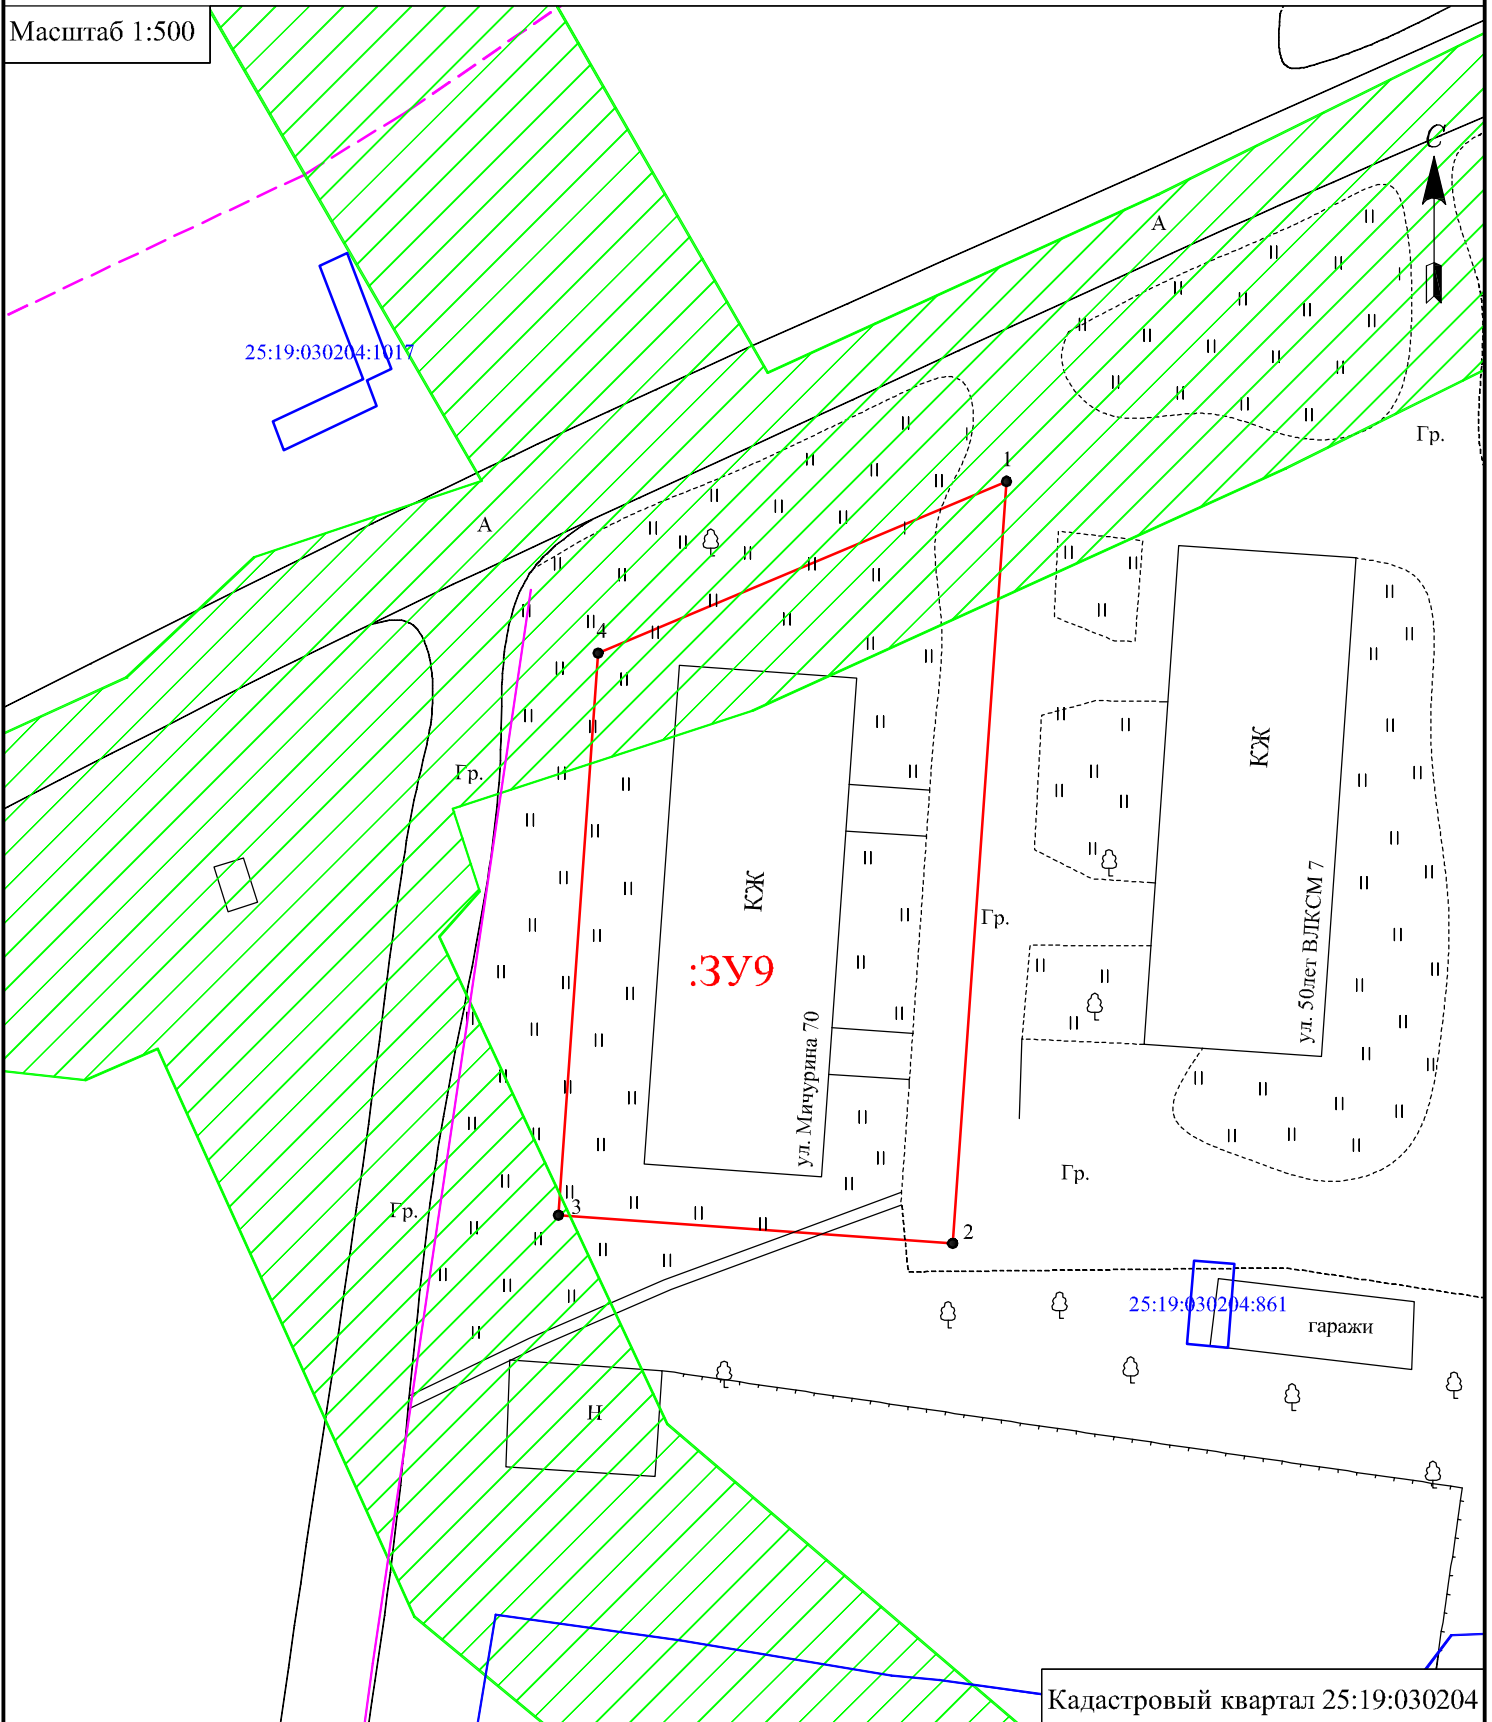 Масштаб 1:500
С
А
25:19:030204:1017
Гр.
1
А
4
КЖ
Гр.
КЖ
ул. 50лет ВЛКСМ 7
Гр.
:ЗУ9
ул. Мичурина 70
Гр.
Гр.
3
2
25:19:030204:861
гаражи
Н
Кадастровый квартал 25:19:030204